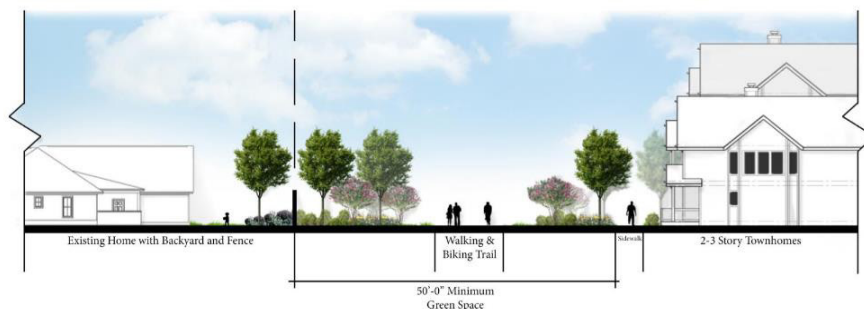 Existing Home with Backyard and Fence
Walking &
Biking Trail
Sidewalk
2-3 Story Townhomes
50'-0" Minimum
Green Space